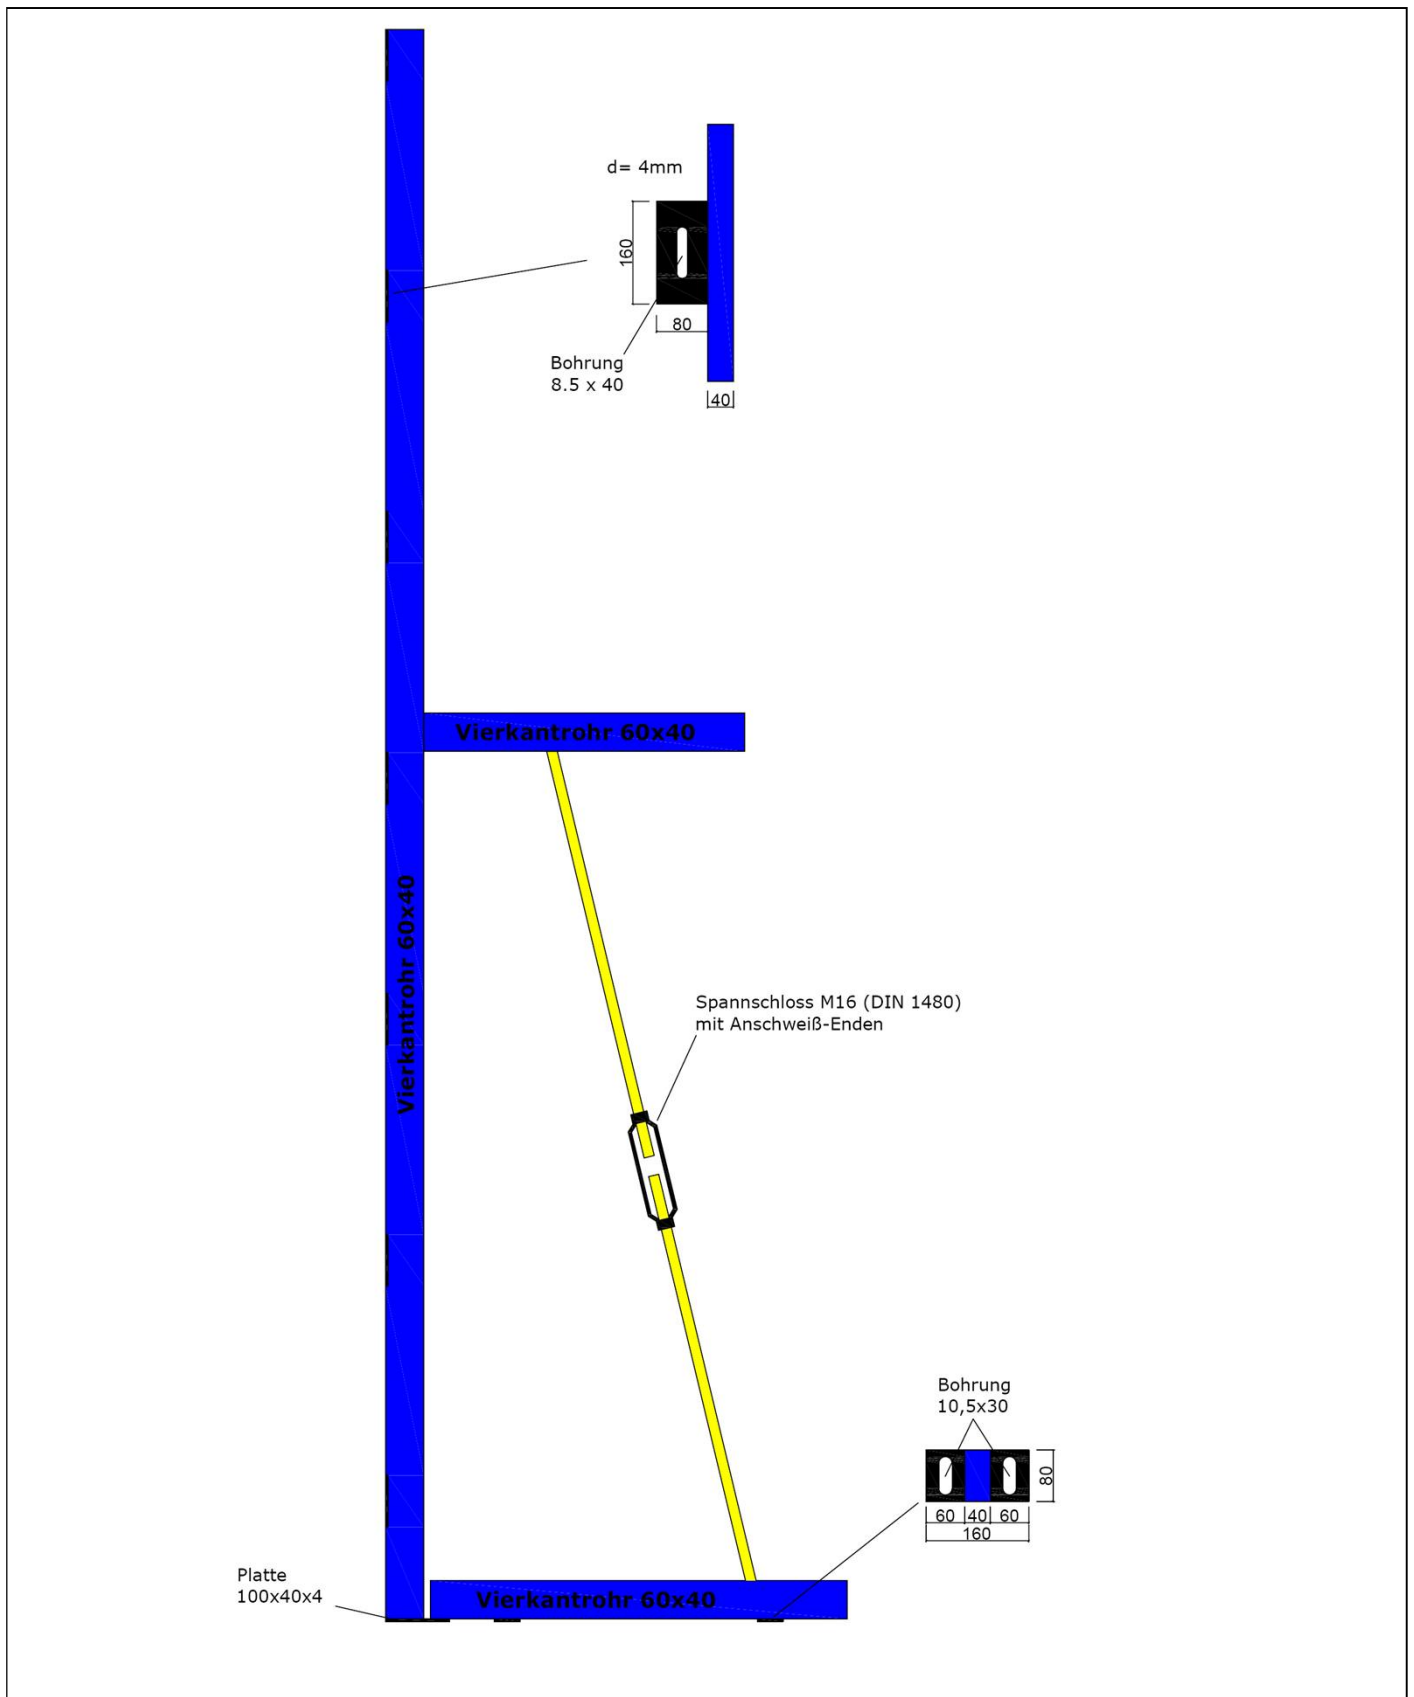 d= 4mm
160
80
Bohrung
8.5 x 40
40
Vierkantrohr 60x40
Vierkantrohr 60x40
Spannschloss M16 (DIN 1480)
mit Anschweiß-Enden
Bohrung
10,5x30
80
60 40 60
160
Platte
100x40x4
Vierkantrohr 60x40